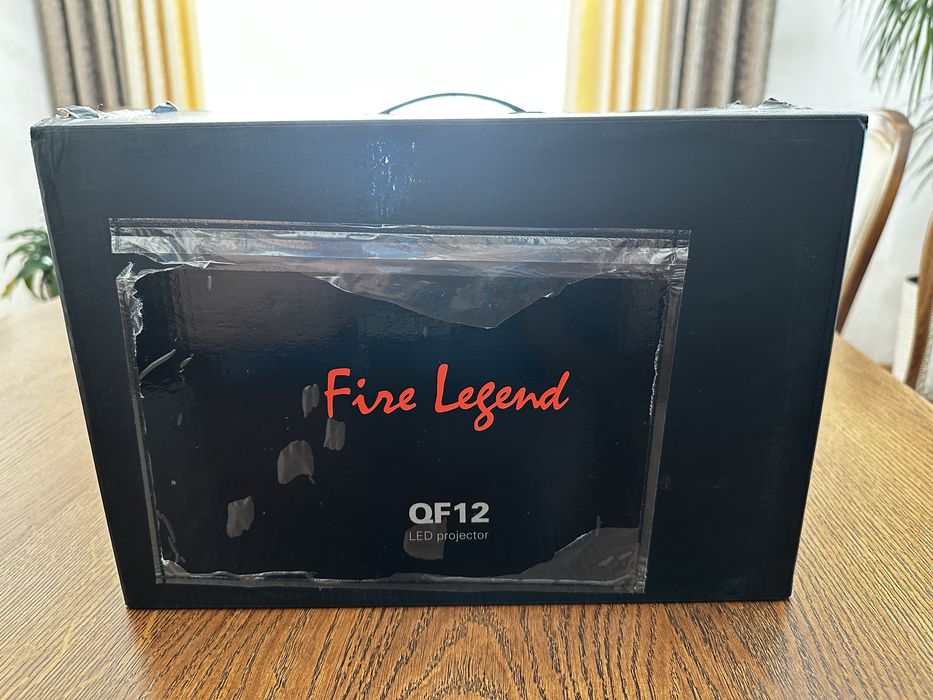 Fire Legend
QF12
LED projector